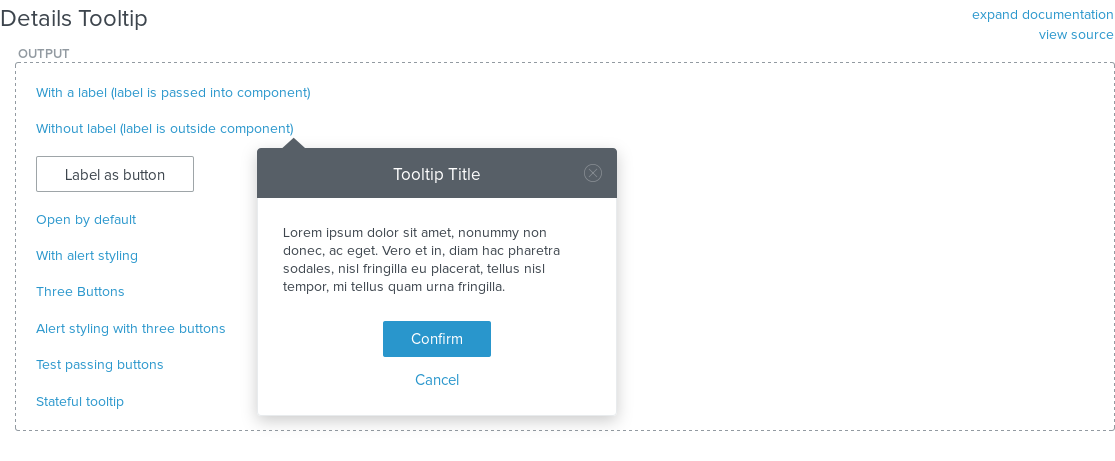 Details Tooltip
expand documentation
view source
OUTPUT
With a label (label is passed into component)
Without label (label is outside component)
Label as button
Open by default
With alert styling
Three Buttons
Alert styling with three buttons
Test passing buttons
Stateful tooltip
Tooltip Title
Lorem ipsum dolor sit amet, nonummy non
donec, ac eget. Vero et in, diam hac pharetra
sodales, nisl fringilla eu placerat, tellus nisl
tempor, mi tellus quam urna fringilla.
Confirm
Cancel